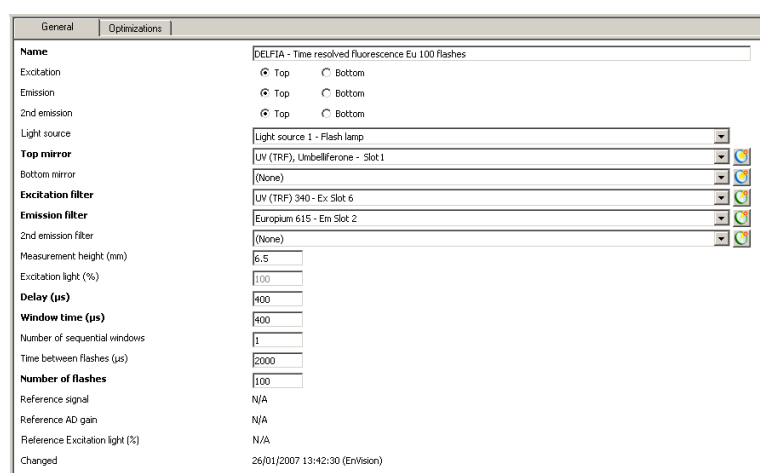 General Optimizations
Name DELFIA - Time resolved fluorescence Eu 100 flashes
Excitation Top Bottom
Emission Top Bottom
2nd emission Top Bottom
Light source Light source 1 - Flash lamp
Top mirror UV (TRF), Umbelliferone - Slot1
Bottom mirror (None)
Excitation filter UV (TRF) 340 - Ex Slot 6
Emission filter Europium 615 - Em Slot 2
2nd emission filter (None)
Measurement height (mm) 6.5
Excitation light (%) 100
Delay (µs) 400
Window time (µs) 400
Number of sequential windows 1
Time between flashes (µs) 2000
Number of flashes 100
Reference signal N/A
Reference AD gain N/A
Reference Excitation light (%) N/A
Changed 26/01/2007 13:42:30 (EnVision)